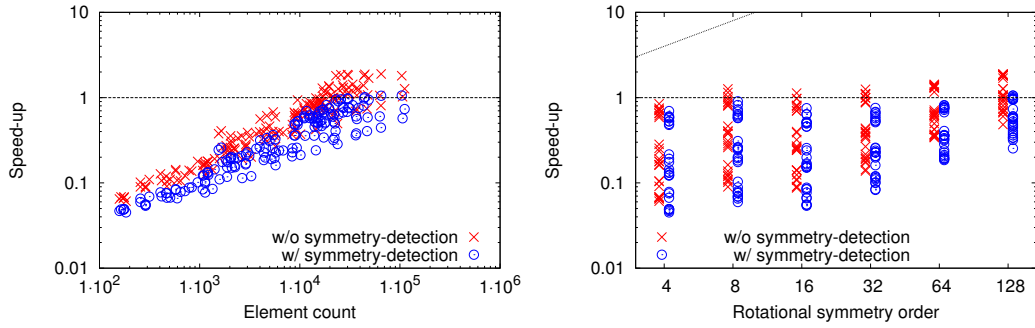 10
1
0.1
0.01
Speed-up
w/o symmetry-detection
w/ symmetry-detection
1·10² 1·10³ 1·10⁴ 1·10⁵ 1·10⁶
Element count
10
1
0.1
0.01
Speed-up
w/o symmetry-detection
w/ symmetry-detection
4 8 16 32 64 128
Rotational symmetry order